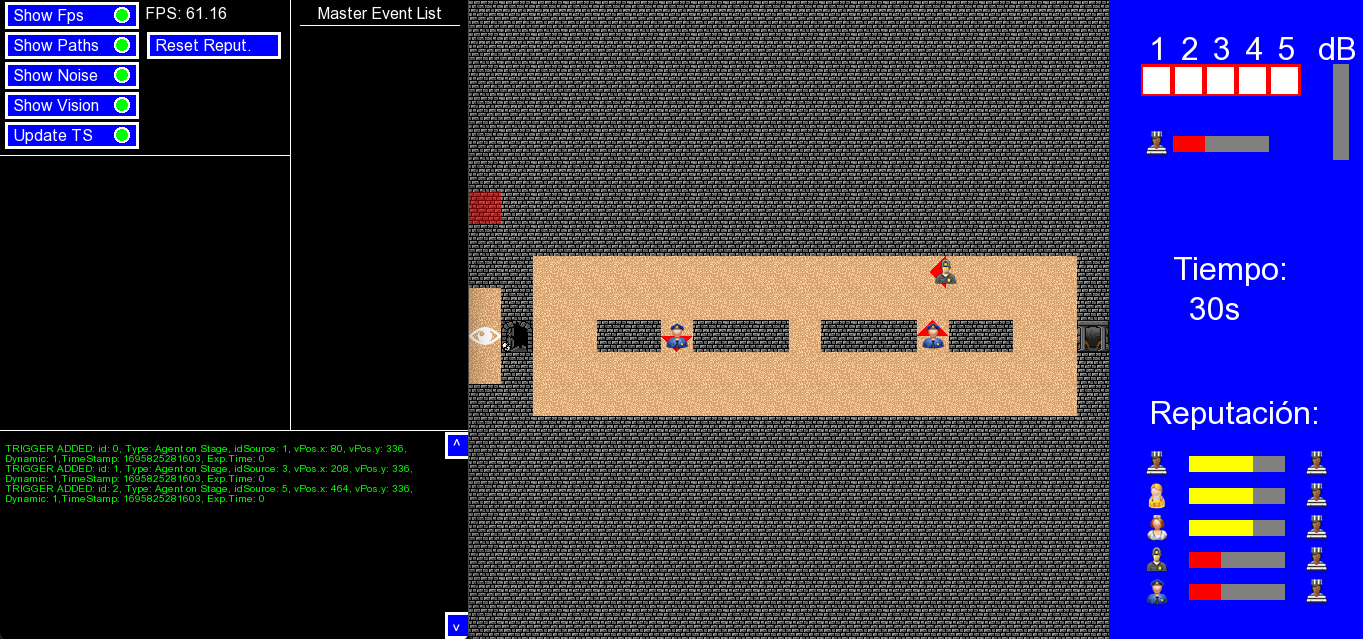 Show Fps
FPS: 61.16
Show Paths
Reset Reput.
Show Noise
Show Vision
Update TS
Master Event List
TRIGGER ADDED: id: 0, Type: Agent on Stage, idSource: 1, vPos.x: 80, vPos.y: 336,
Dynamic: 1,TimeStamp: 1695825281603, Exp.Time: 0
TRIGGER ADDED: id: 1, Type: Agent on Stage, idSource: 3, vPos.x: 208, vPos.y: 336,
Dynamic: 1,TimeStamp: 1695825281603, Exp.Time: 0
TRIGGER ADDED: id: 2, Type: Agent on Stage, idSource: 5, vPos.x: 464, vPos.y: 336,
Dynamic: 1,TimeStamp: 1695825281603, Exp.Time: 0
^
v
1 2 3 4 5 dB
Tiempo:
30s
Reputación: